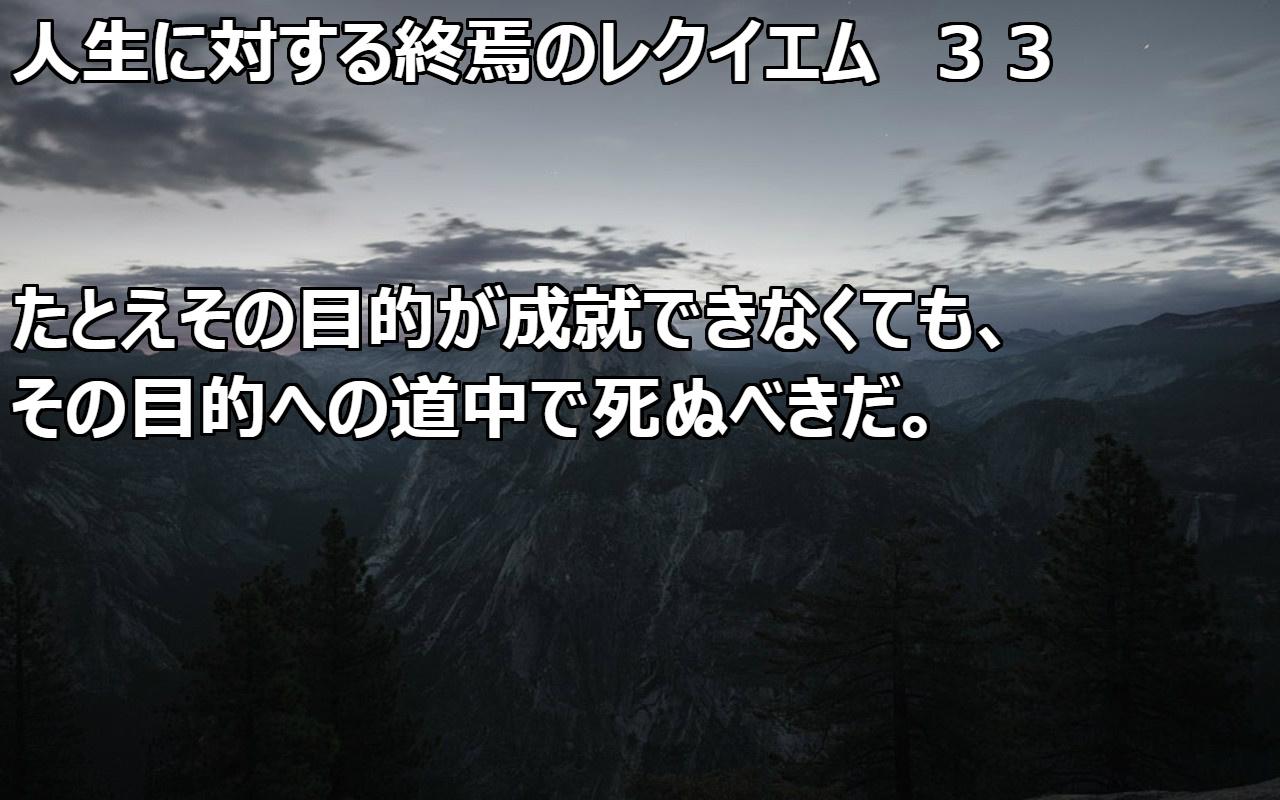 人生に対する終焉のレクイエム　３３
たとえその目的が成就できなくても、
その目的への道中で死ぬべきだ。